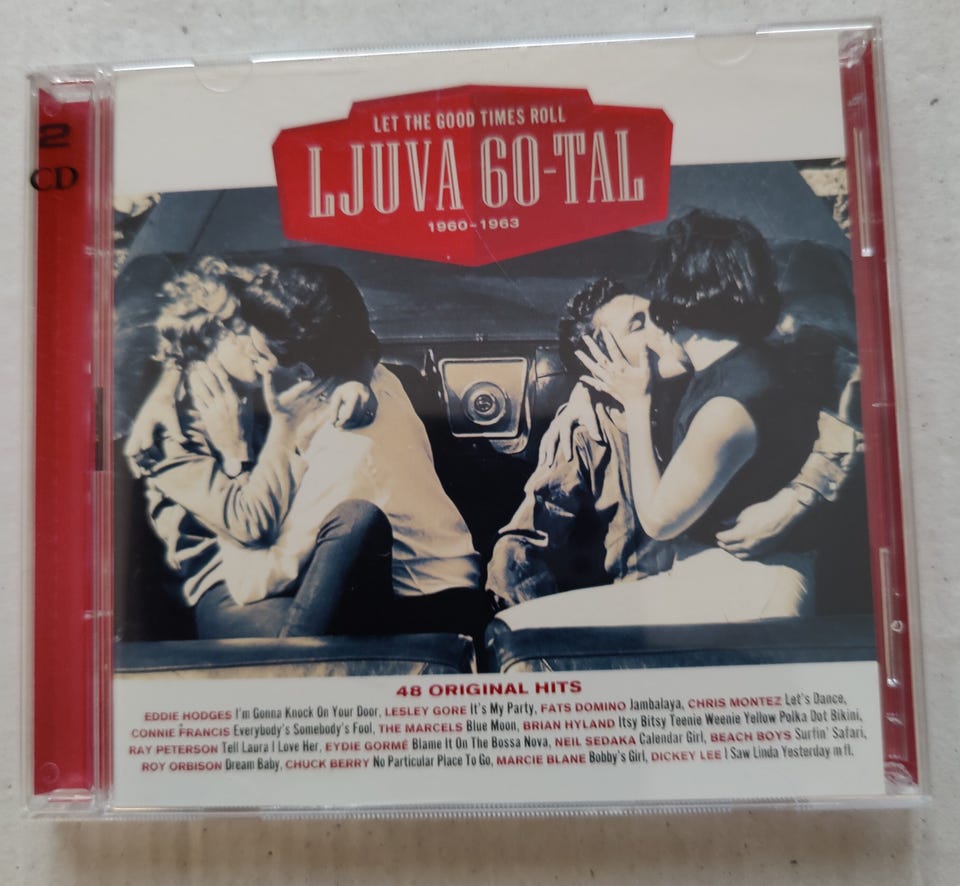 2
CD
LET THE GOOD TIMES ROLL
LJUVA 60-TAL
1960-1963
48 ORIGINAL HITS
EDDIE HODGES I'm Gonna Knock On Your Door, LESLEY GORE It's My Party, FATS DOMINO Jambalaya, CHRIS MONTEZ Let's Dance,
CONNIE FRANCIS Everybody's Somebody's Fool, THE MARCELS Blue Moon, BRIAN HYLAND Itsy Bitsy Teenie Weenie Yellow Polka Dot Bikini,
RAY PETERSON Tell Laura I Love Her, EYDIE GORMÉ Blame It On The Bossa Nova, NEIL SEDAKA Calendar Girl, BEACH BOYS Surfin' Safari,
ROY ORBISON Dream Baby, CHUCK BERRY No Particular Place To Go, MARCIE BLANE Bobby's Girl, DICKEY LEE I Saw Linda Yesterday m fl.